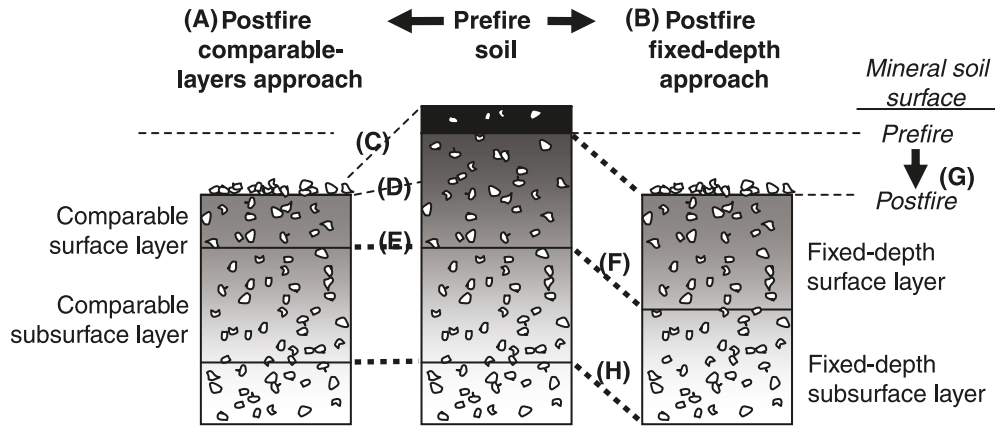 (A) Postfire
comparable-
layers approach
Prefire
soil
(B) Postfire
fixed-depth
approach
Mineral soil
surface
Prefire
(G)
Postfire
(C)
(D)
(E)
(F)
(H)
Comparable
surface layer
Comparable
subsurface layer
Fixed-depth
surface layer
Fixed-depth
subsurface layer